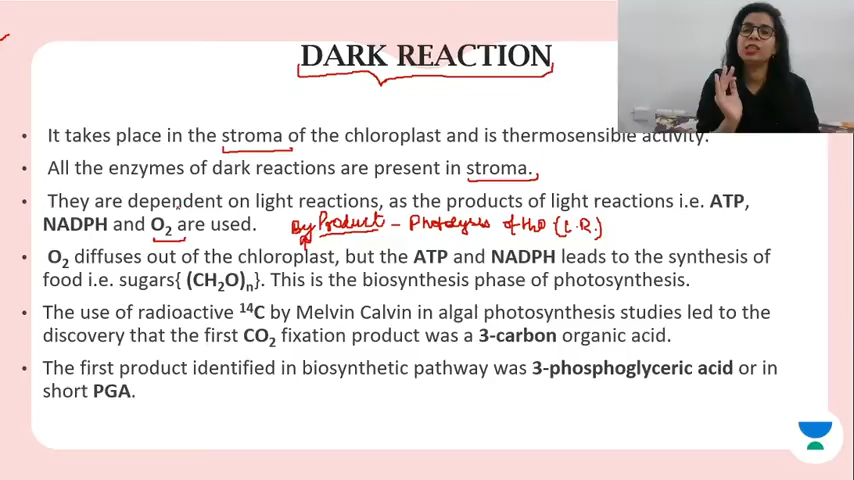 DARK REACTION
• It takes place in the stroma of the chloroplast and is thermosensible activity.
• All the enzymes of dark reactions are present in stroma.
• They are dependent on light reactions, as the products of light reactions i.e. ATP,
NADPH and O₂ are used. By Product - Photolysis of H₂O (L.R.)
• O₂ diffuses out of the chloroplast, but the ATP and NADPH leads to the synthesis of
food i.e. sugars{ (CH₂O)ₙ}. This is the biosynthesis phase of photosynthesis.
• The use of radioactive ¹⁴C by Melvin Calvin in algal photosynthesis studies led to the
discovery that the first CO₂ fixation product was a 3-carbon organic acid.
• The first product identified in biosynthetic pathway was 3-phosphoglyceric acid or in
short PGA.